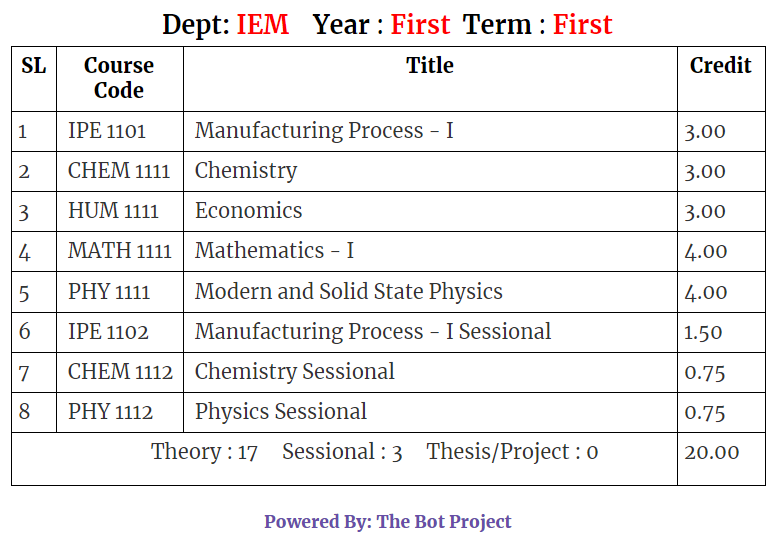 Dept: IEM Year : First Term : First
SL Course Code Title Credit
1 IPE 1101 Manufacturing Process - I 3.00
2 CHEM 1111 Chemistry 3.00
3 HUM 1111 Economics 3.00
4 MATH 1111 Mathematics - I 4.00
5 PHY 1111 Modern and Solid State Physics 4.00
6 IPE 1102 Manufacturing Process - I Sessional 1.50
7 CHEM 1112 Chemistry Sessional 0.75
8 PHY 1112 Physics Sessional 0.75
Theory : 17 Sessional : 3 Thesis/Project : 0 20.00
Powered By: The Bot Project